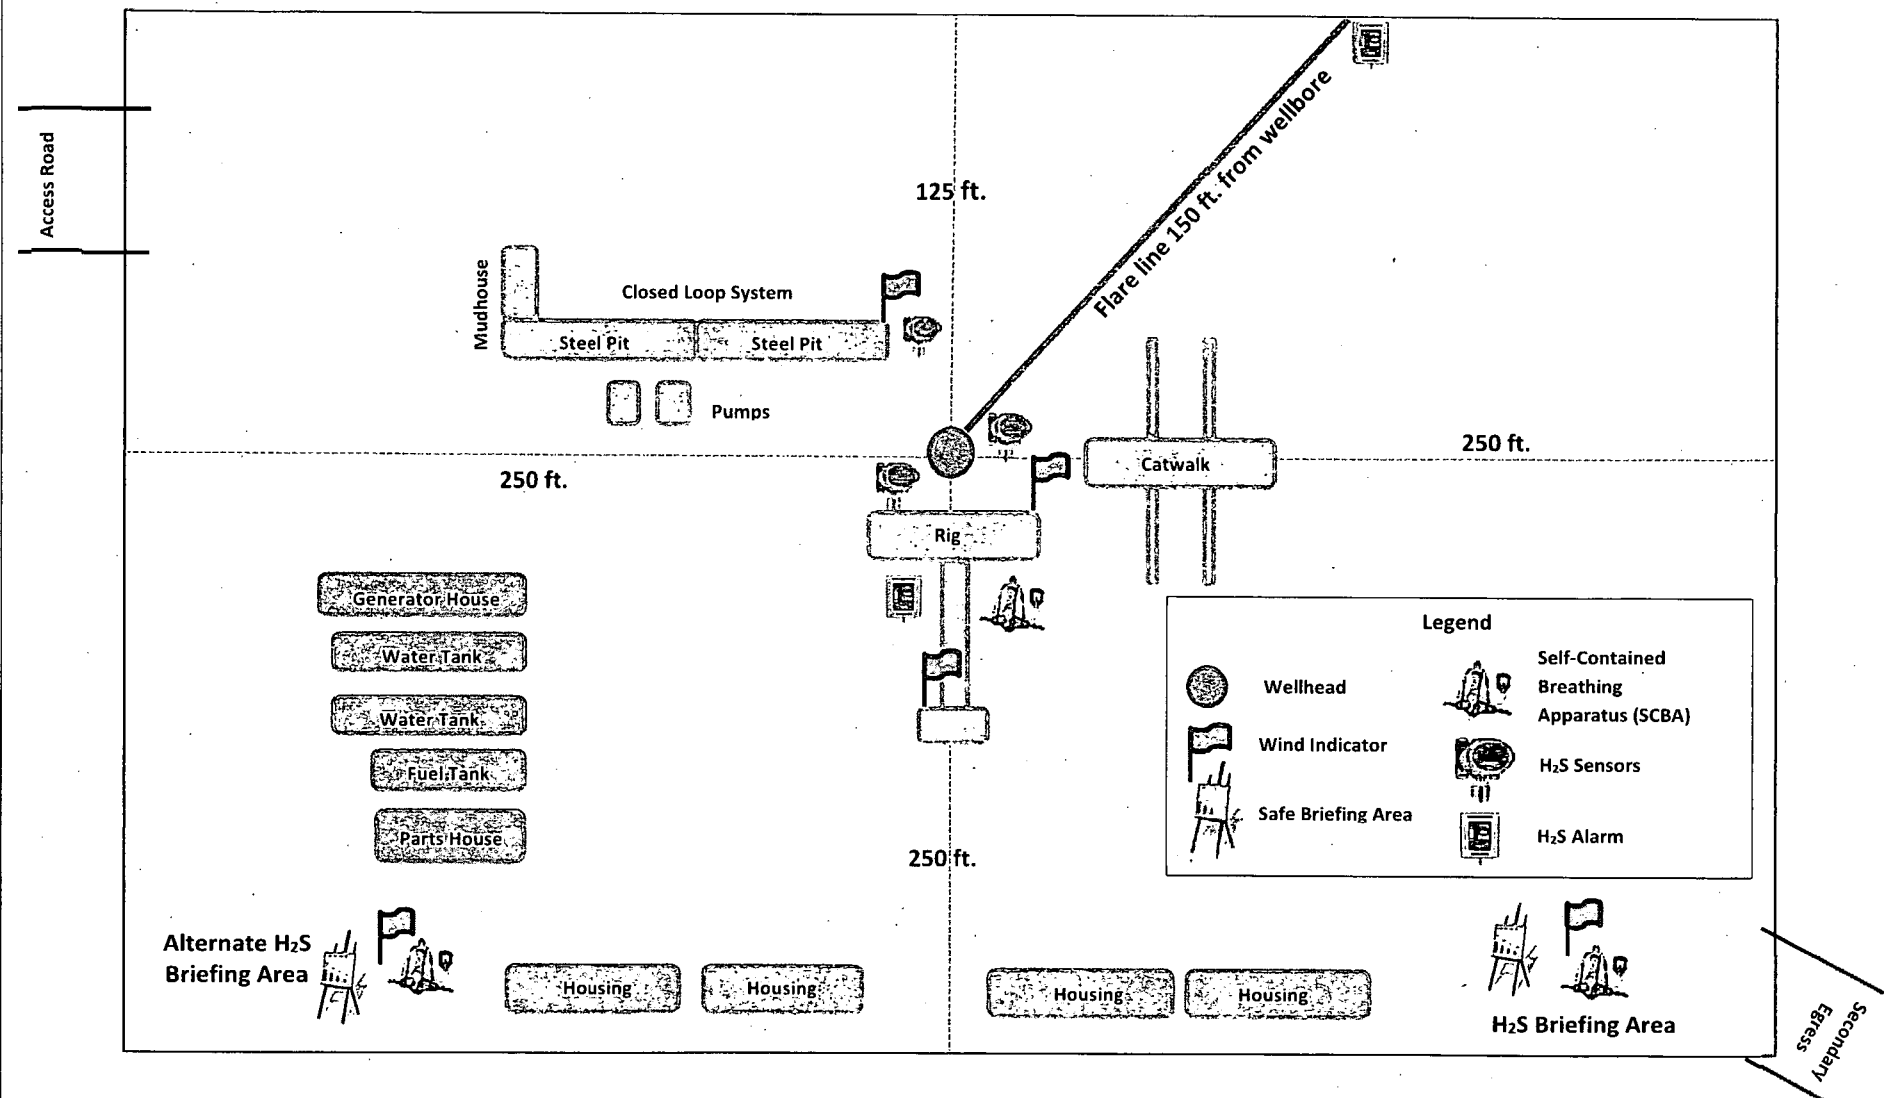 Access Road
125 ft.
Flare line 150 ft. from wellbore
Mudhouse
Closed Loop System
Steel Pit
Steel Pit
Pumps
250 ft.
250 ft.
Catwalk
Rig
Generator House
Water Tank
Water Tank
Fuel Tank
Parts House
250 ft.
Legend
Wellhead
Wind Indicator
Safe Briefing Area
Self-Contained
Breathing
Apparatus (SCBA)
H₂S Sensors
H₂S Alarm
Alternate H₂S
Briefing Area
Housing
Housing
Housing
Housing
H₂S Briefing Area
Secondary
Egress